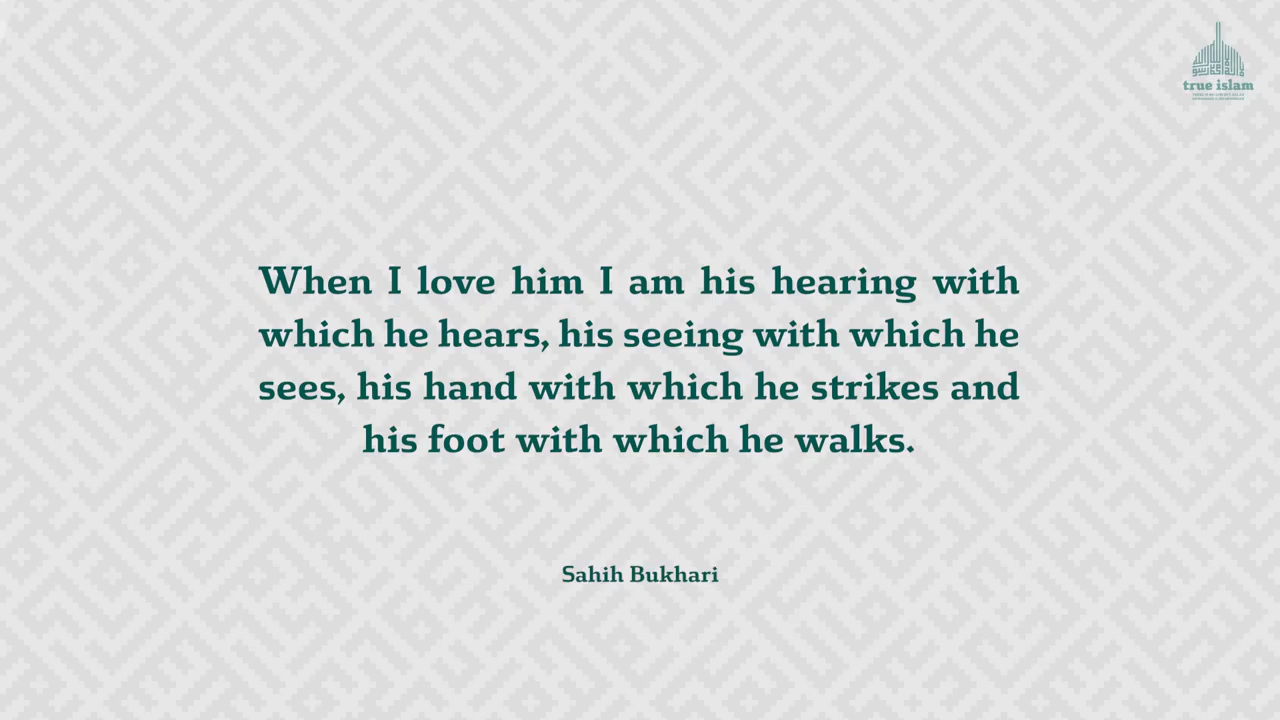 true islam
When I love him I am his hearing with
which he hears, his seeing with which he
sees, his hand with which he strikes and
his foot with which he walks.
Sahih Bukhari